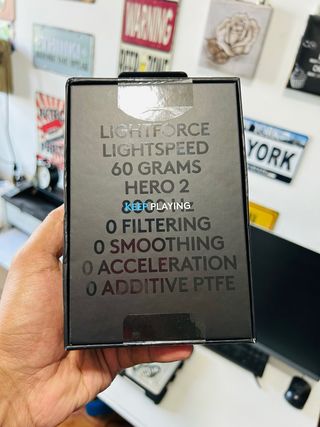 WARNING
LIGHTFORCE
LIGHTSPEED
60 GRAMS
HERO 2
KEEP PLAYING
0 FILTERING
0 SMOOTHING
0 ACCELERATION
0 ADDITIVE PTFE
YORK